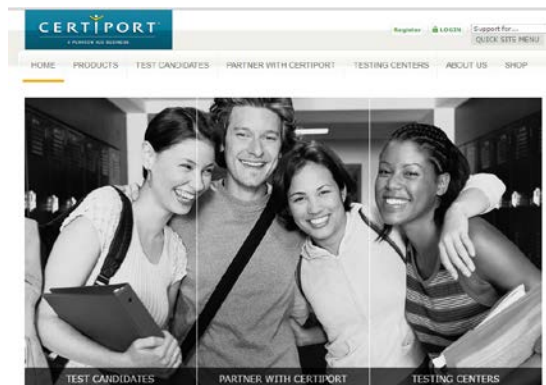 CERTIPORT
A PEARSON VUE BUSINESS
Register LOGIN Support for...
QUICK SITE MENU
HOME PRODUCTS TEST CANDIDATES PARTNER WITH CERTIPORT TESTING CENTERS ABOUT US SHOP
TEST CANDIDATES PARTNER WITH CERTIPORT TESTING CENTERS